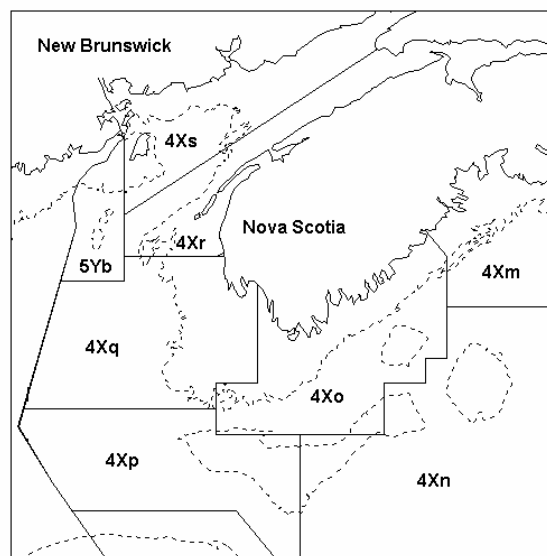 New Brunswick
4Xs
Nova Scotia
4Xr
5Yb
4Xm
4Xq
4Xo
4Xp
4Xn